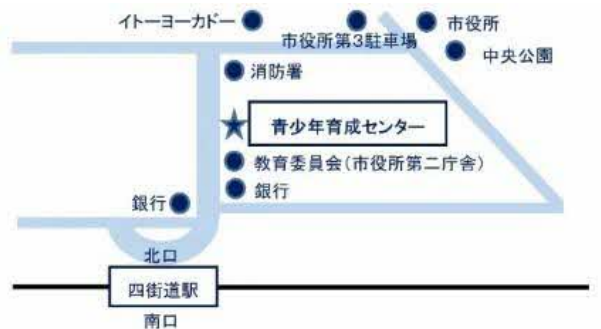 イトーヨーカドー
市役所
市役所第3駐車場
中央公園
消防署
青少年育成センター
教育委員会(市役所第二庁舎)
銀行
銀行
北口
四街道駅
南口